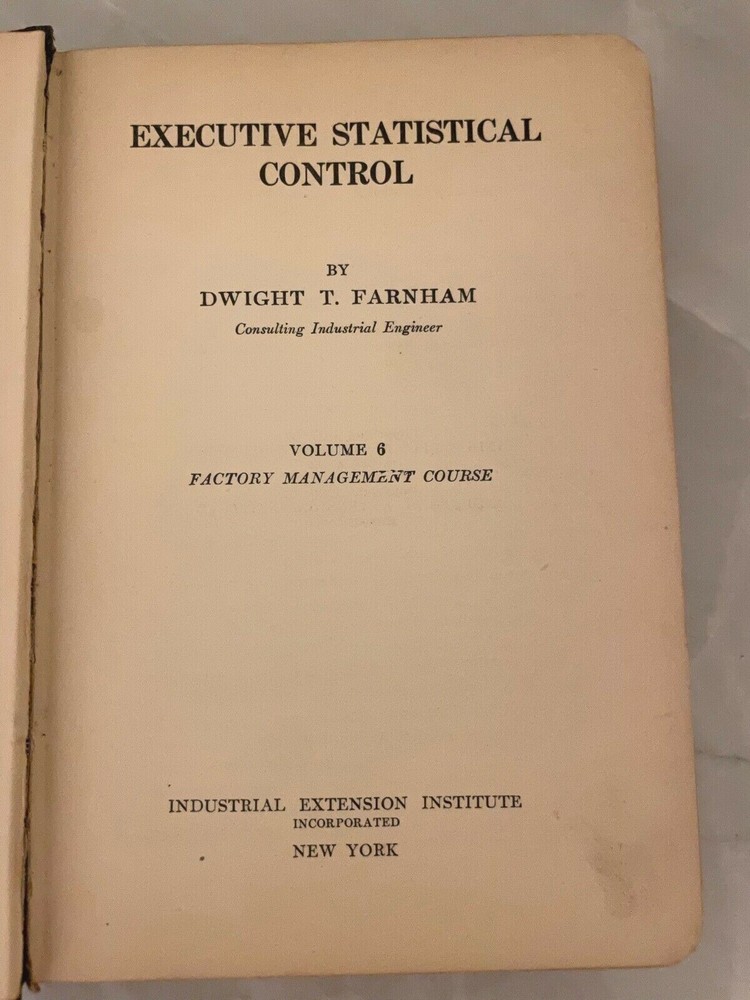 EXECUTIVE STATISTICAL
CONTROL
BY
DWIGHT T. FARNHAM
Consulting Industrial Engineer
VOLUME 6
FACTORY MANAGEMENT COURSE
INDUSTRIAL EXTENSION INSTITUTE
INCORPORATED
NEW YORK